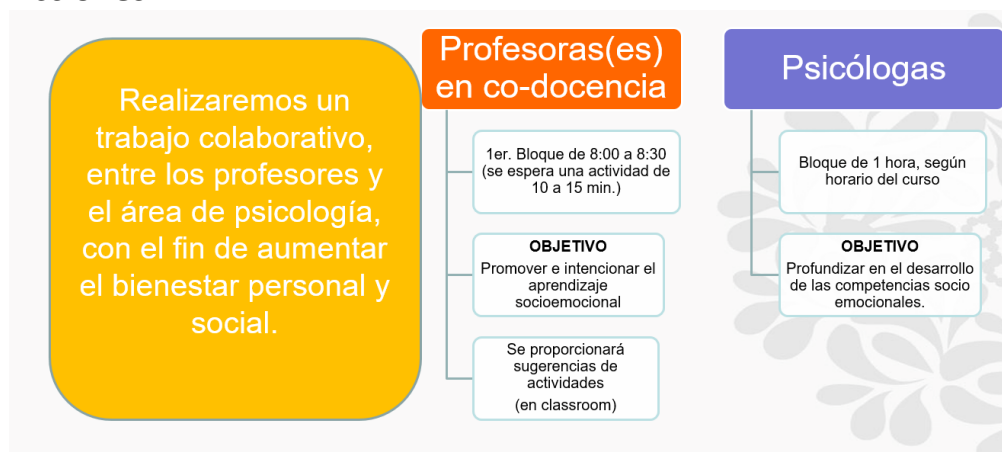 Realizaremos un
trabajo colaborativo,
entre los profesores y
el área de psicología,
con el fin de aumentar
el bienestar personal y
social.
Profesoras(es)
en co-docencia
1er. Bloque de 8:00 a 8:30
(se espera una actividad de
10 a 15 min.)
OBJETIVO
Promover e intencionar el
aprendizaje
socioemocional
Se proporcionará
sugerencias de
actividades
(en classroom)
Psicólogas
Bloque de 1 hora, según
horario del curso
OBJETIVO
Profundizar en el desarrollo
de las competencias socio
emocionales.